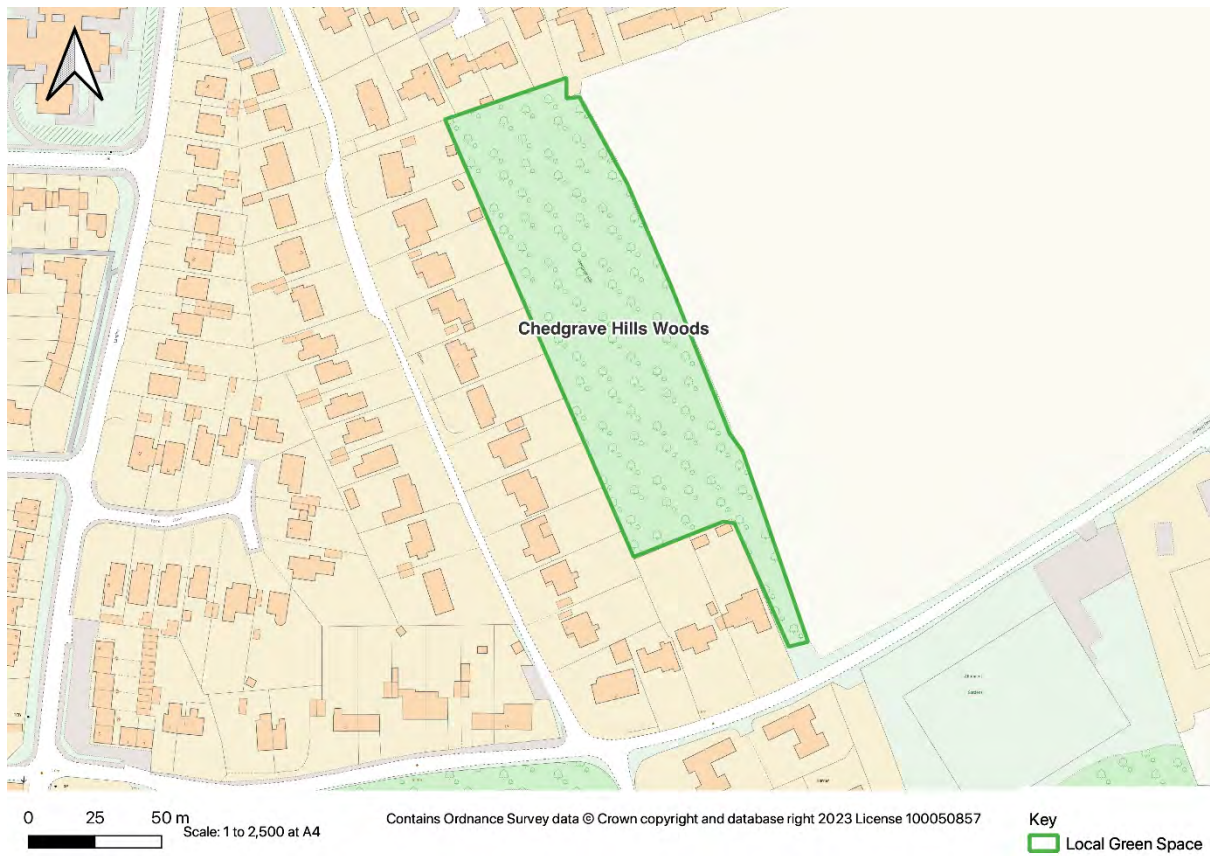 Chedgrave Hills Woods
0 25 50 m
Scale: 1 to 2,500 at A4
Contains Ordnance Survey data © Crown copyright and database right 2023 License 100050857
Key
Local Green Space